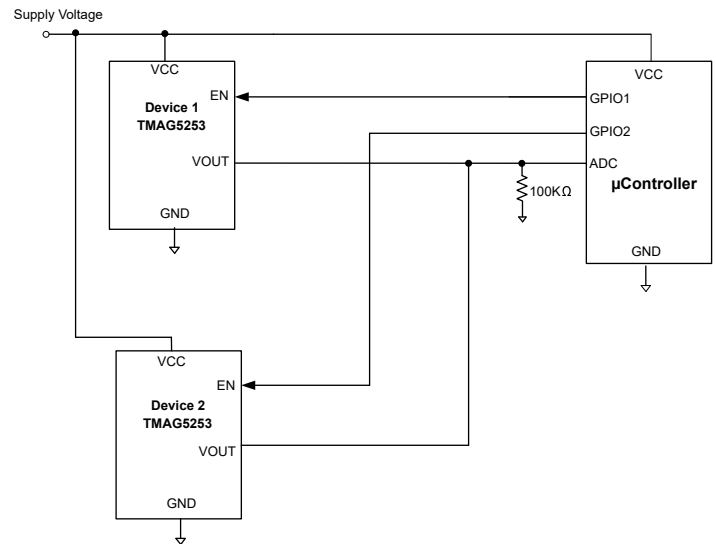 Supply Voltage
VCC
EN
Device 1
TMAG5253
VOUT
GND
VCC
GPIO1
GPIO2
ADC
µController
GND
100KΩ
VCC
EN
Device 2
TMAG5253
VOUT
GND